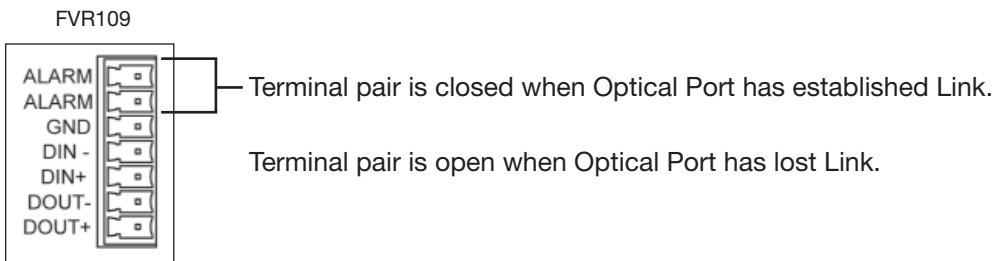 FVR109
ALARM
ALARM
GND
DIN -
DIN+
DOUT-
DOUT+
Terminal pair is closed when Optical Port has established Link.
Terminal pair is open when Optical Port has lost Link.